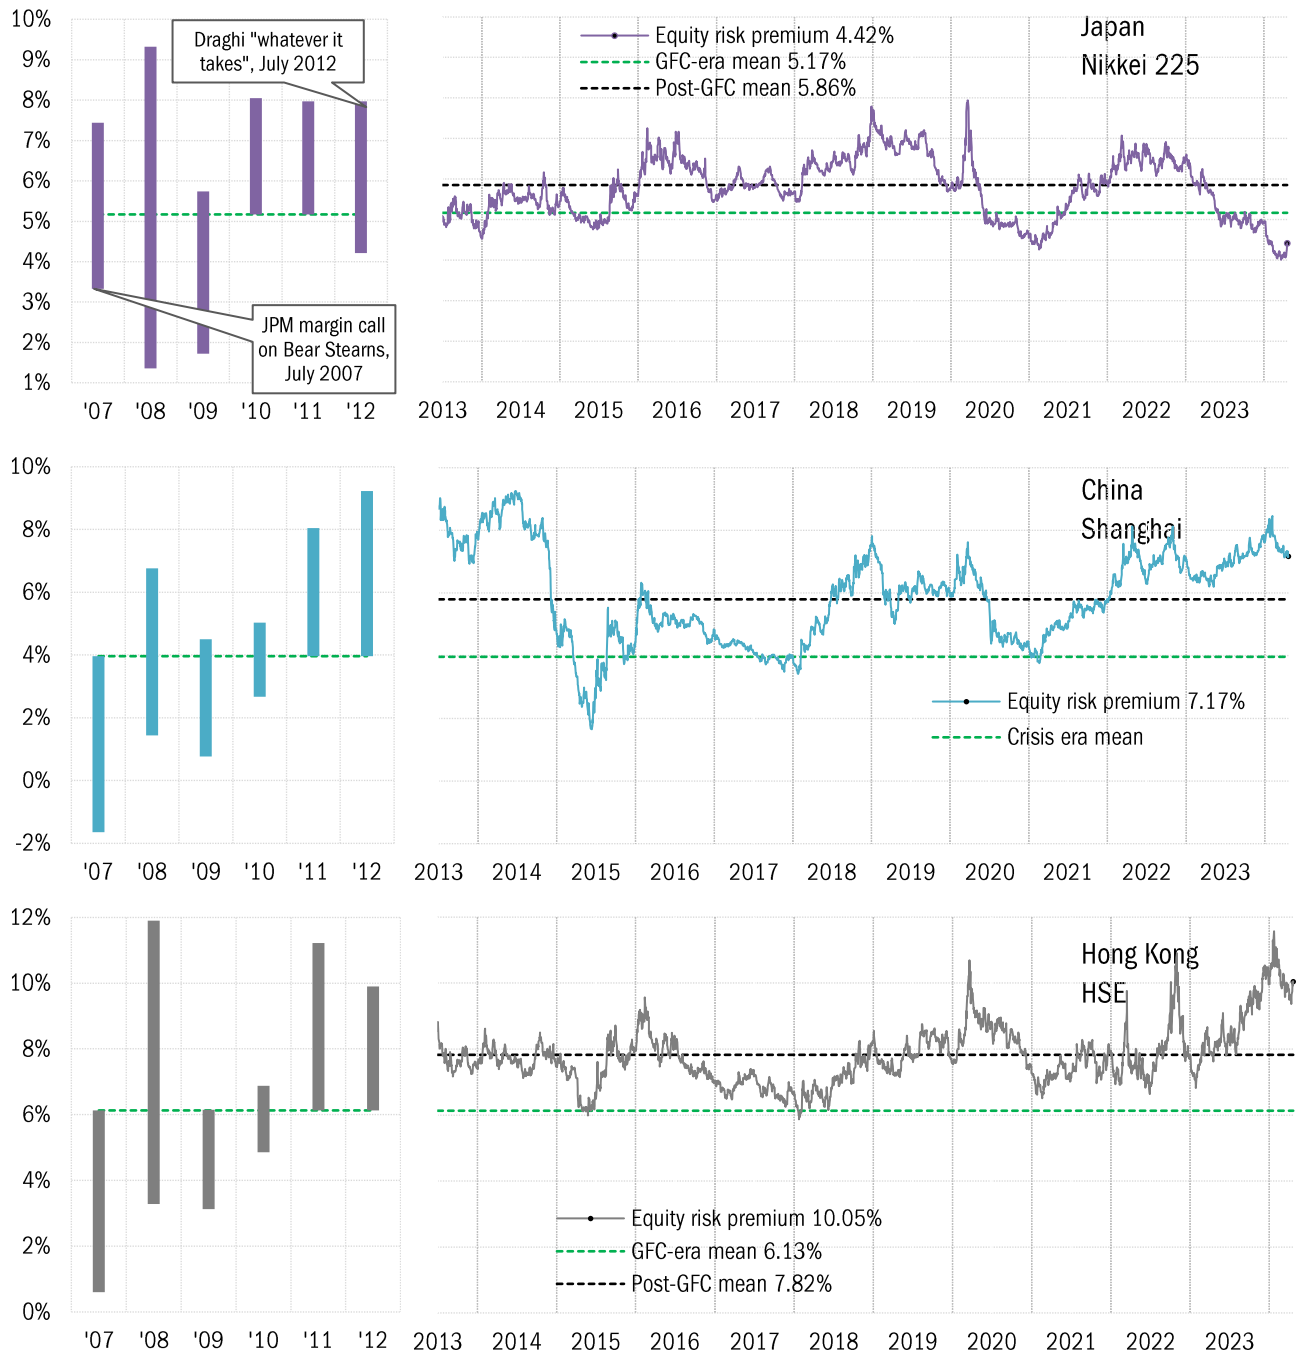 10%
9%
8%
7%
6%
5%
4%
3%
2%
1%
Draghi "whatever it
takes", July 2012
JPM margin call
on Bear Stearns,
July 2007
'07 '08 '09 '10 '11 '12
Equity risk premium 4.42%
GFC-era mean 5.17%
Post-GFC mean 5.86%
Japan
Nikkei 225
2013 2014 2015 2016 2017 2018 2019 2020 2021 2022 2023
10%
8%
6%
4%
2%
0%
-2%
'07 '08 '09 '10 '11 '12
China
Shanghai
Equity risk premium 7.17%
Crisis era mean
2013 2014 2015 2016 2017 2018 2019 2020 2021 2022 2023
12%
10%
8%
6%
4%
2%
0%
'07 '08 '09 '10 '11 '12
Hong Kong
HSE
Equity risk premium 10.05%
GFC-era mean 6.13%
Post-GFC mean 7.82%
2013 2014 2015 2016 2017 2018 2019 2020 2021 2022 2023